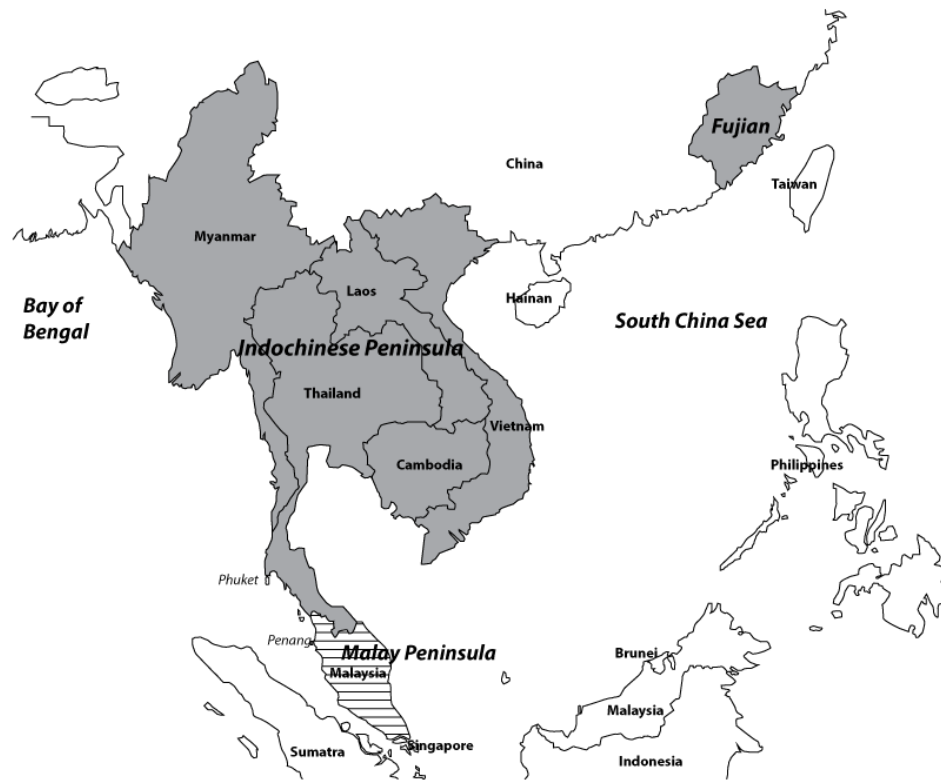 Fujian
China
Taiwan
Myanmar
Laos
Hainan
Bay of
Bengal
South China Sea
Indochinese Peninsula
Thailand
Vietnam
Cambodia
Philippines
Phuket
Penang
Malay Peninsula
Brunei
Malaysia
Malaysia
Singapore
Sumatra
Indonesia